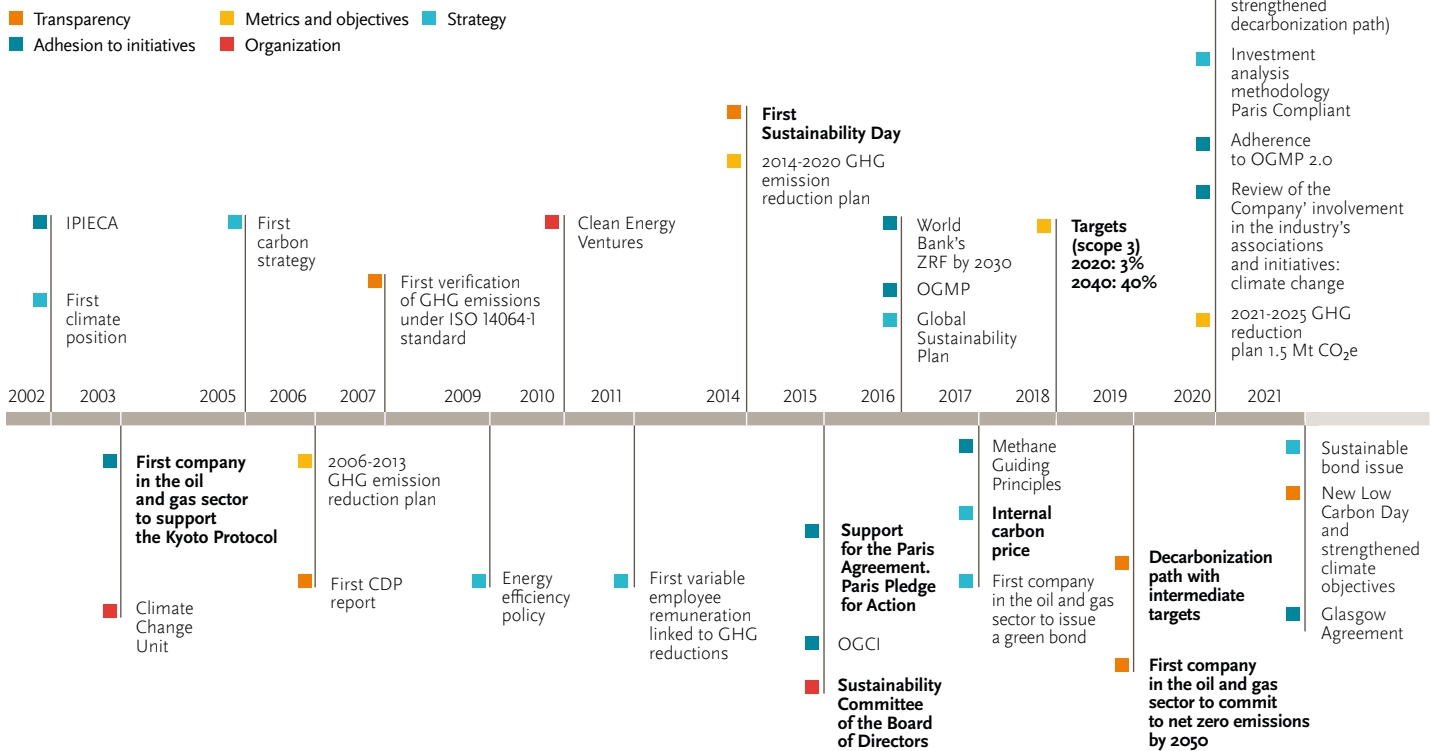 Transparency
Metrics and objectives
Strategy
Adhesion to initiatives
Organization
IPIECA
First
climate
position
First
carbon
strategy
First verification
of GHG emissions
under ISO 14064-1
standard
Clean Energy
Ventures
First
Sustainability Day
2014-2020 GHG
emission
reduction plan
World
Bank's
ZRF by 2030
OGMP
Global
Sustainability
Plan
Targets
(scope 3)
2020: 3%
2040: 40%
strengthened
decarbonization path)
Investment
analysis
methodology
Paris Compliant
Adherence
to OGMP 2.0
Review of the
Company' involvement
in the industry's
associations
and initiatives:
climate change
2021-2025 GHG
reduction
plan 1.5 Mt CO₂e
2002 2003 2005 2006 2007 2009 2010 2011 2014 2015 2016 2017 2018 2019 2020 2021
First company
in the oil
and gas sector
to support
the Kyoto Protocol
Climate
Change
Unit
2006-2013
GHG emission
reduction plan
First CDP
report
Energy
efficiency
policy
First variable
employee
remuneration
linked to GHG
reductions
Support
for the Paris
Agreement.
Paris Pledge
for Action
OGCI
Sustainability
Committee
of the Board
of Directors
Methane
Guiding
Principles
Internal
carbon
price
First company
in the oil and gas
sector to issue
a green bond
Decarbonization
path with
intermediate
targets
First company
in the oil and gas
sector to commit
to net zero emissions
by 2050
Sustainable
bond issue
New Low
Carbon Day
and
strengthened
climate
objectives
Glasgow
Agreement